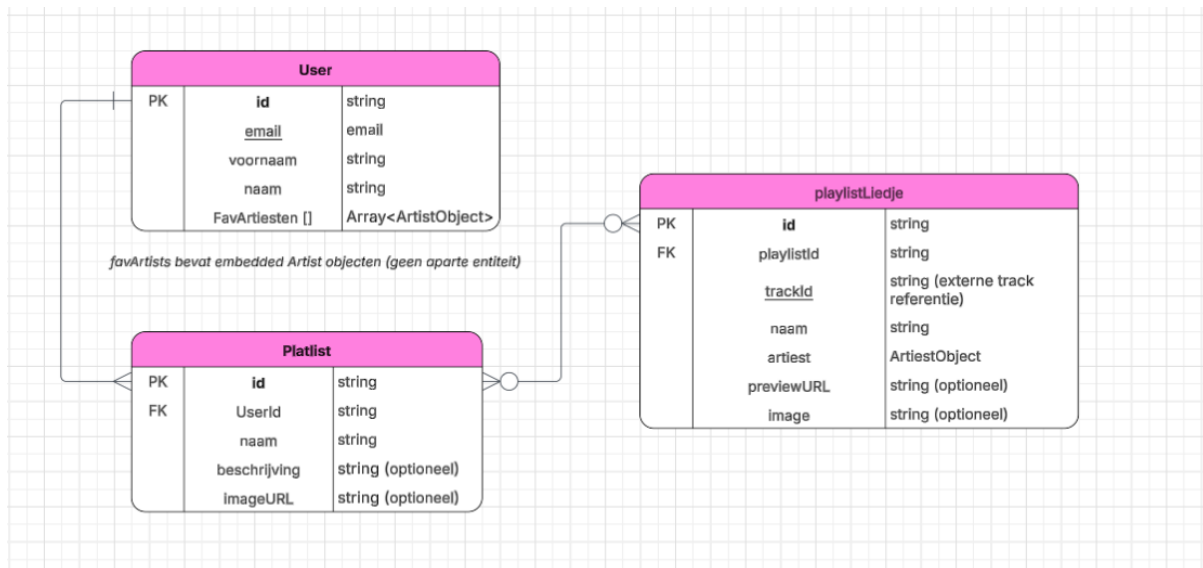 User
PK id string
email email
voornaam string
naam string
FavArtiesten [] Array<ArtistObject>
favArtists bevat embedded Artist objecten (geen aparte entiteit)
Platlist
PK id string
FK UserId string
naam string
beschrijving string (optioneel)
imageURL string (optioneel)
playlistLiedje
PK id string
FK playlistId string
trackId string (externe track
referentie)
naam string
artiest ArtiestObject
previewURL string (optioneel)
image string (optioneel)